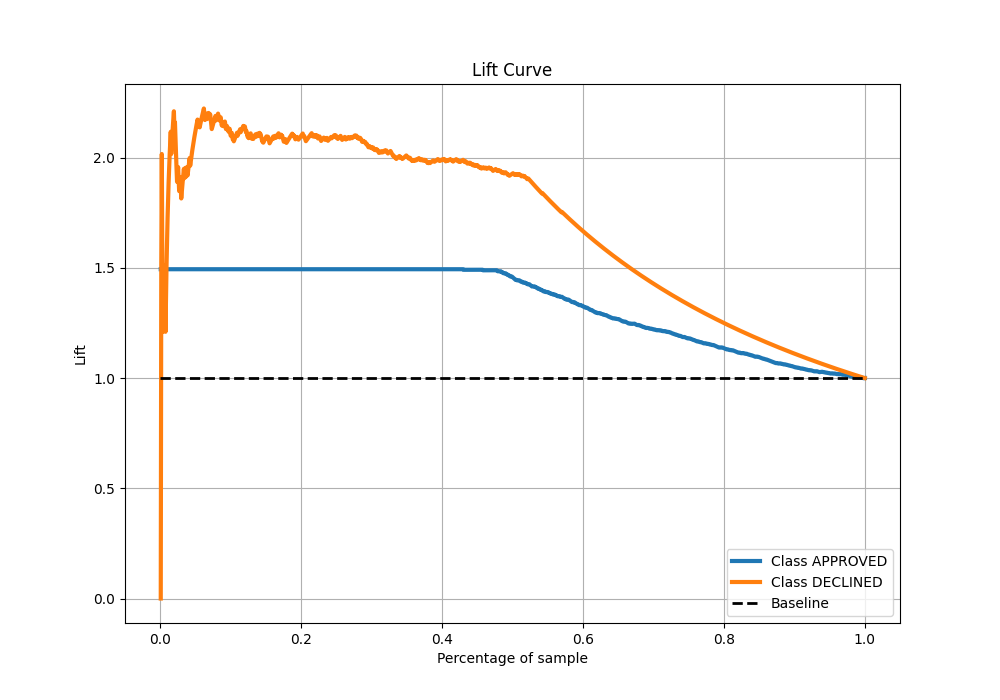 Lift Curve
2.0
1.5
1.0
0.5
0.0
Lift
0.0 0.2 0.4 0.6 0.8 1.0
Percentage of sample
Class APPROVED
Class DECLINED
Baseline